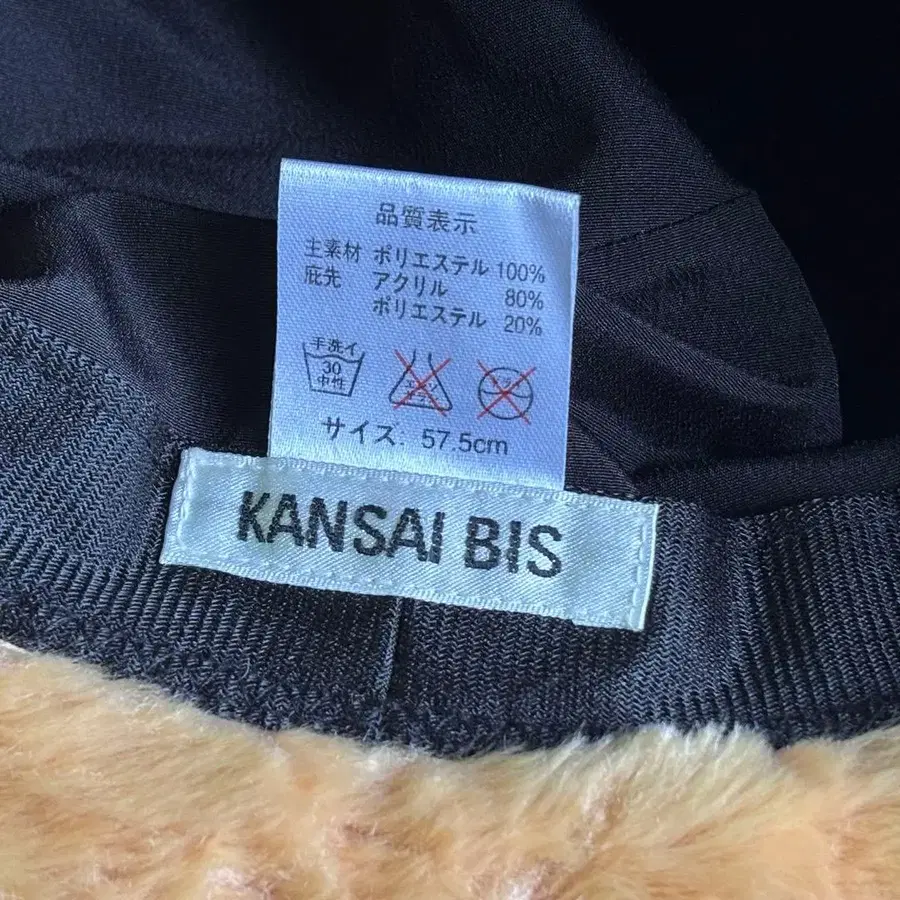 品質表示
主素材 ポリエステル 100%
庇先 アクリル 80%
ポリエステル 20%
手洗イ
30
中性
サイズ. 57.5cm
KANSAI BIS